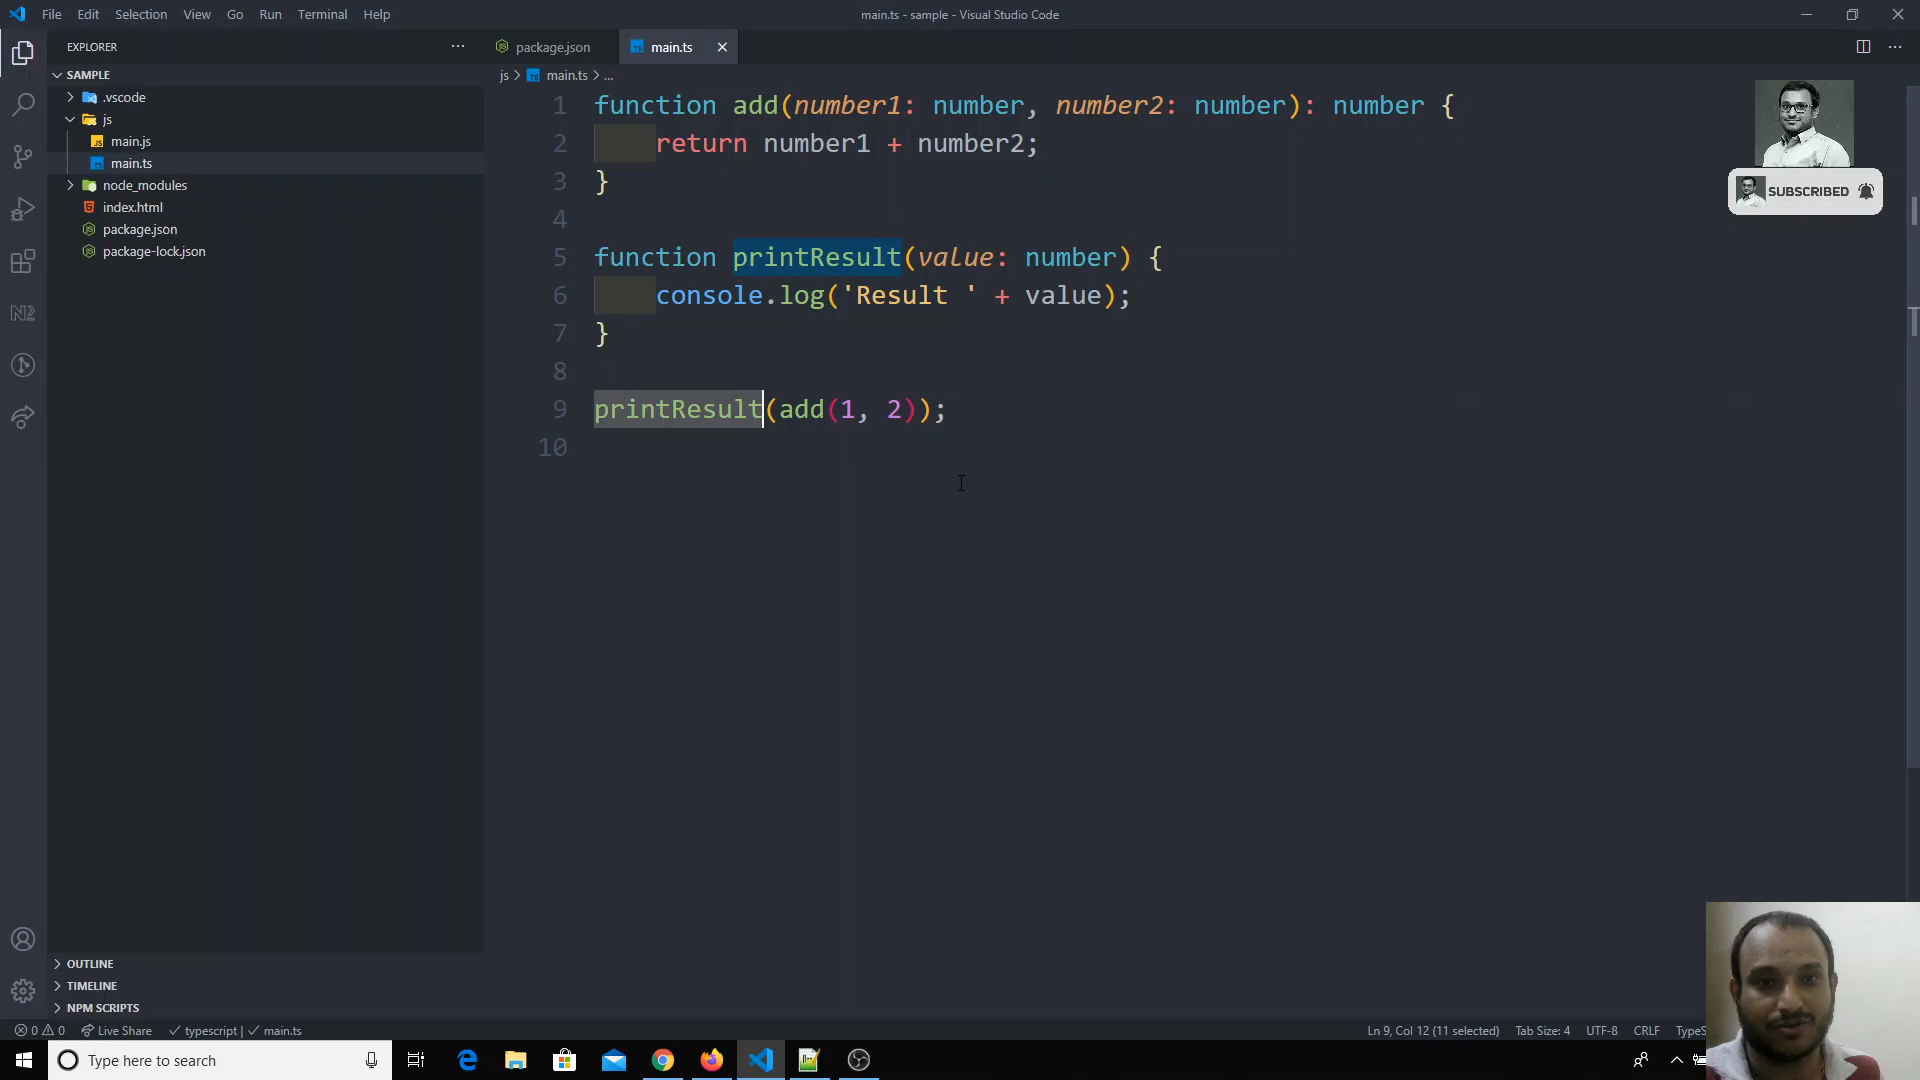 File Edit Selection View Go Run Terminal Help
main.ts - sample - Visual Studio Code
EXPLORER
SAMPLE
.vscode
js
main.js
main.ts
node_modules
index.html
package.json
package-lock.json
OUTLINE
TIMELINE
NPM SCRIPTS
package.json main.ts
js > main.ts > ...
1 function add(number1: number, number2: number): number {
2 return number1 + number2;
3 }
4
5 function printResult(value: number) {
6 console.log('Result ' + value);
7 }
8
9 printResult(add(1, 2));
10
SUBSCRIBED
0 0 Live Share typescript | main.ts
Ln 9, Col 12 (11 selected) Tab Size: 4 UTF-8 CRLF
Type here to search